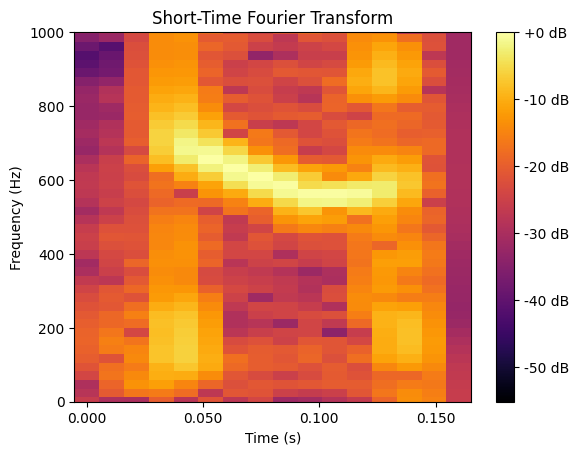 Short-Time Fourier Transform
1000
800
600
400
200
0
Frequency (Hz)
0.000
0.050
0.100
0.150
Time (s)
+0 dB
-10 dB
-20 dB
-30 dB
-40 dB
-50 dB